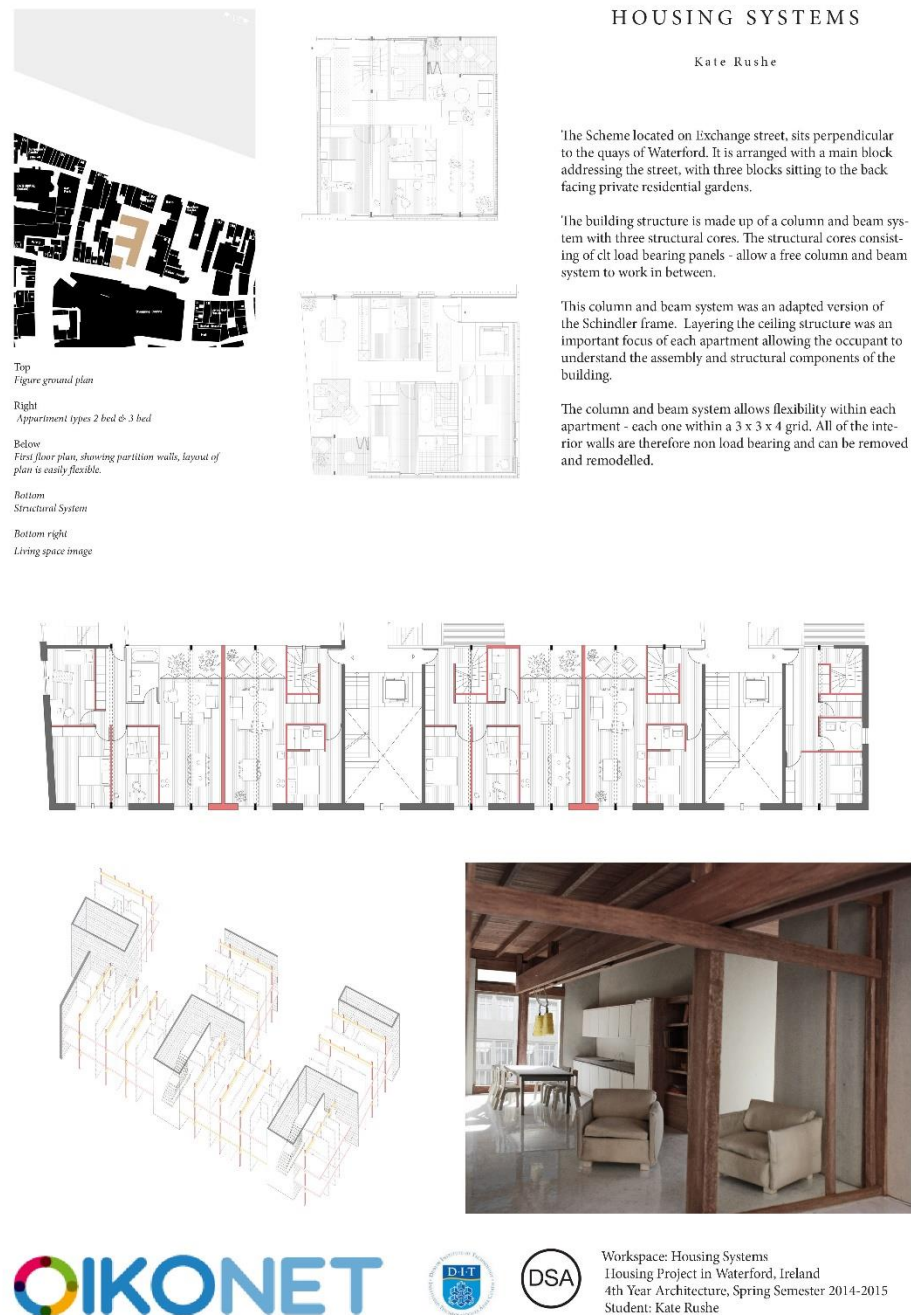 HOUSING SYSTEMS
Kate Rushe
The Scheme located on Exchange street, sits perpendicular
to the quays of Waterford. It is arranged with a main block
addressing the street, with three blocks sitting to the back
facing private residential gardens.
The building structure is made up of a column and beam sys-
tem with three structural cores. The structural cores consist-
ing of clt load bearing panels - allow a free column and beam
system to work in between.
This column and beam system was an adapted version of
the Schindler frame. Layering the ceiling structure was an
important focus of each apartment allowing the occupant to
understand the assembly and structural components of the
building.
The column and beam system allows flexibility within each
apartment - each one within a 3 x 3 x 4 grid. All of the inte-
rior walls are therefore non load bearing and can be removed
and remodelled.
Top
Figure ground plan
Right
Appartment types 2 bed & 3 bed
Below
First floor plan, showing partition walls, layout of
plan is easily flexible.
Bottom
Structural System
Bottom right
Living space image
OIKONET
D·I·T
DSA
Workspace: Housing Systems
Housing Project in Waterford, Ireland
4th Year Architecture, Spring Semester 2014-2015
Student: Kate Rushe